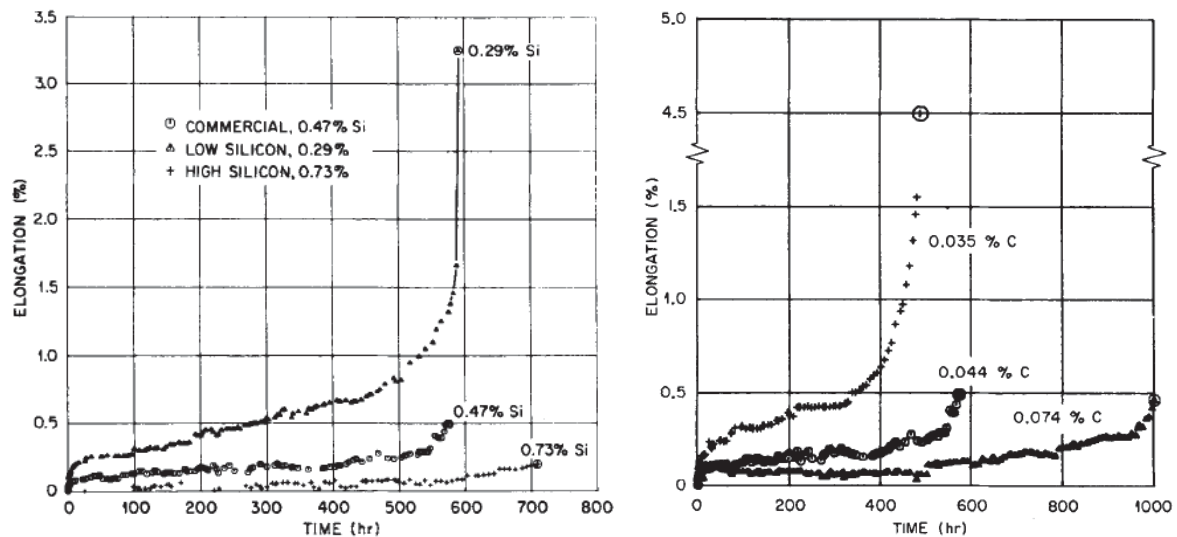 3.5
3.0
2.5
2.0
1.5
1.0
0.5
0
ELONGATION (%)
0.29% Si
COMMERCIAL, 0.47% Si
LOW SILICON, 0.29%
HIGH SILICON, 0.73%
0.47% Si
0.73% Si
0 100 200 300 400 500 600 700 800
TIME (hr)
5.0
4.5
1.5
1.0
0.5
0
ELONGATION (%)
0.035 % C
0.044 % C
0.074 % C
0 200 400 600 800 1000
TIME (hr)